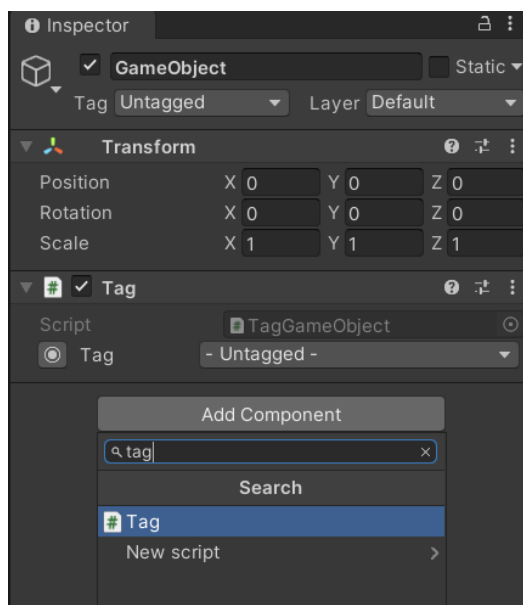 Inspector
GameObject Static
Tag Untagged Layer Default
Transform
Position X 0 Y 0 Z 0
Rotation X 0 Y 0 Z 0
Scale X 1 Y 1 Z 1
# Tag
Script # TagGameObject
Tag - Untagged -
Add Component
tag
Search
# Tag
New script